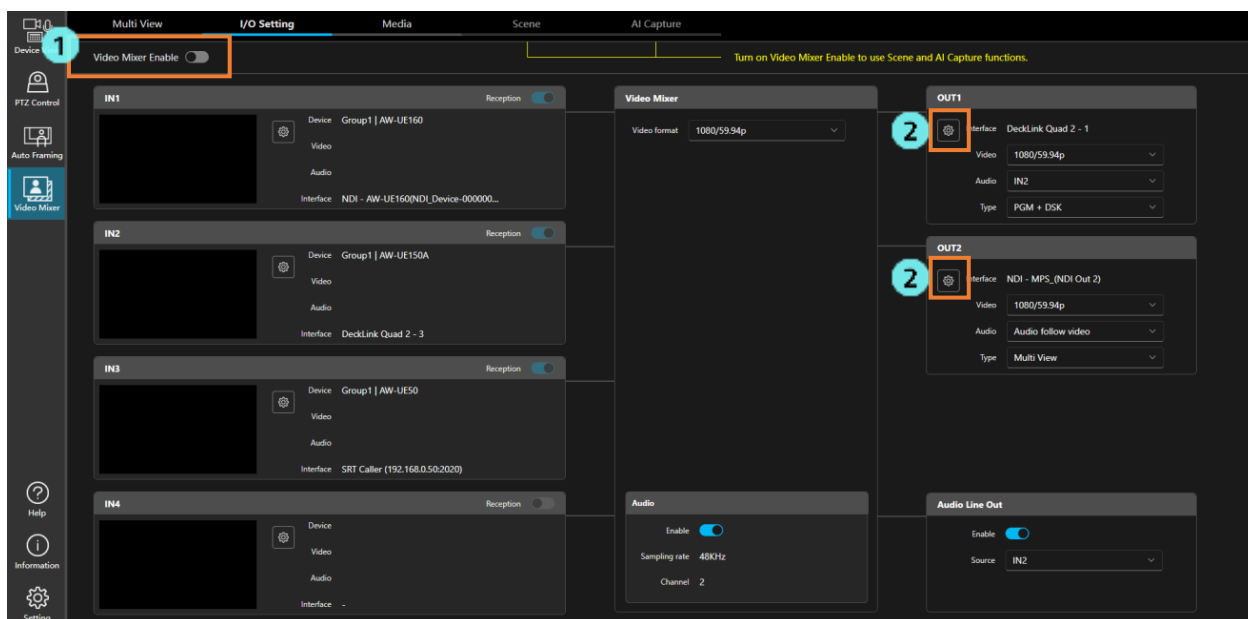 Multi View
I/O Setting
Media
Scene
AI Capture
Device
1
Video Mixer Enable
Turn on Video Mixer Enable to use Scene and AI Capture functions.
PTZ Control
Auto Framing
Video Mixer
Help
Information
Setting
IN1
Reception
Device Group1 | AW-UE160
Video
Audio
Interface NDI - AW-UE160(NDI_Device-000000...
IN2
Reception
Device Group1 | AW-UE150A
Video
Audio
Interface DeckLink Quad 2 - 3
IN3
Reception
Device Group1 | AW-UE50
Video
Audio
Interface SRT Caller (192.168.0.50:2020)
IN4
Reception
Device
Video
Audio
Interface -
Video Mixer
Video format 1080/59.94p
Audio
Enable
Sampling rate 48KHz
Channel 2
OUT1
2
nterface DeckLink Quad 2 - 1
Video 1080/59.94p
Audio IN2
Type PGM + DSK
OUT2
2
nterface NDI - MPS_(NDI Out 2)
Video 1080/59.94p
Audio Audio follow video
Type Multi View
Audio Line Out
Enable
Source IN2